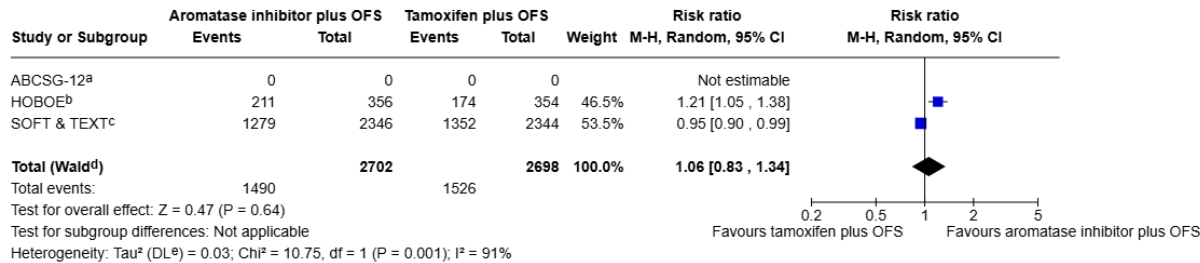 Aromatase inhibitor plus OFS Tamoxifen plus OFS Risk ratio Risk ratio
Study or Subgroup Events Total Events Total Weight M-H, Random, 95% CI M-H, Random, 95% CI
ABCSG-12ᵃ 0 0 0 0 Not estimable
HOBOEᵇ 211 356 174 354 46.5% 1.21 [1.05 , 1.38]
SOFT & TEXTᶜ 1279 2346 1352 2344 53.5% 0.95 [0.90 , 0.99]
Total (Waldᵈ) 2702 2698 100.0% 1.06 [0.83 , 1.34]
Total events: 1490 1526
Test for overall effect: Z = 0.47 (P = 0.64)
Test for subgroup differences: Not applicable
Heterogeneity: Tau² (DLᵉ) = 0.03; Chi² = 10.75, df = 1 (P = 0.001); I² = 91%
0.2 0.5 1 2 5
Favours tamoxifen plus OFS Favours aromatase inhibitor plus OFS